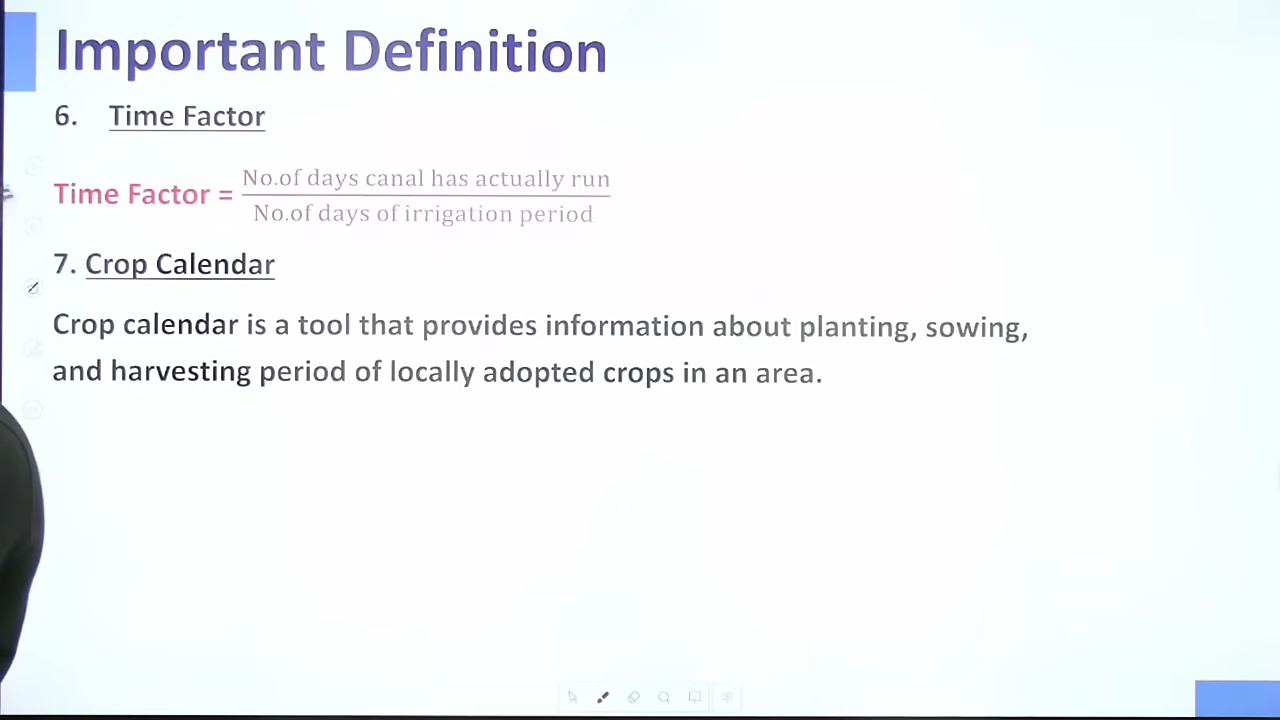 Important Definition
6. Time Factor
Time Factor = No.of days canal has actually run / No.of days of irrigation period
7. Crop Calendar
Crop calendar is a tool that provides information about planting, sowing,
and harvesting period of locally adopted crops in an area.